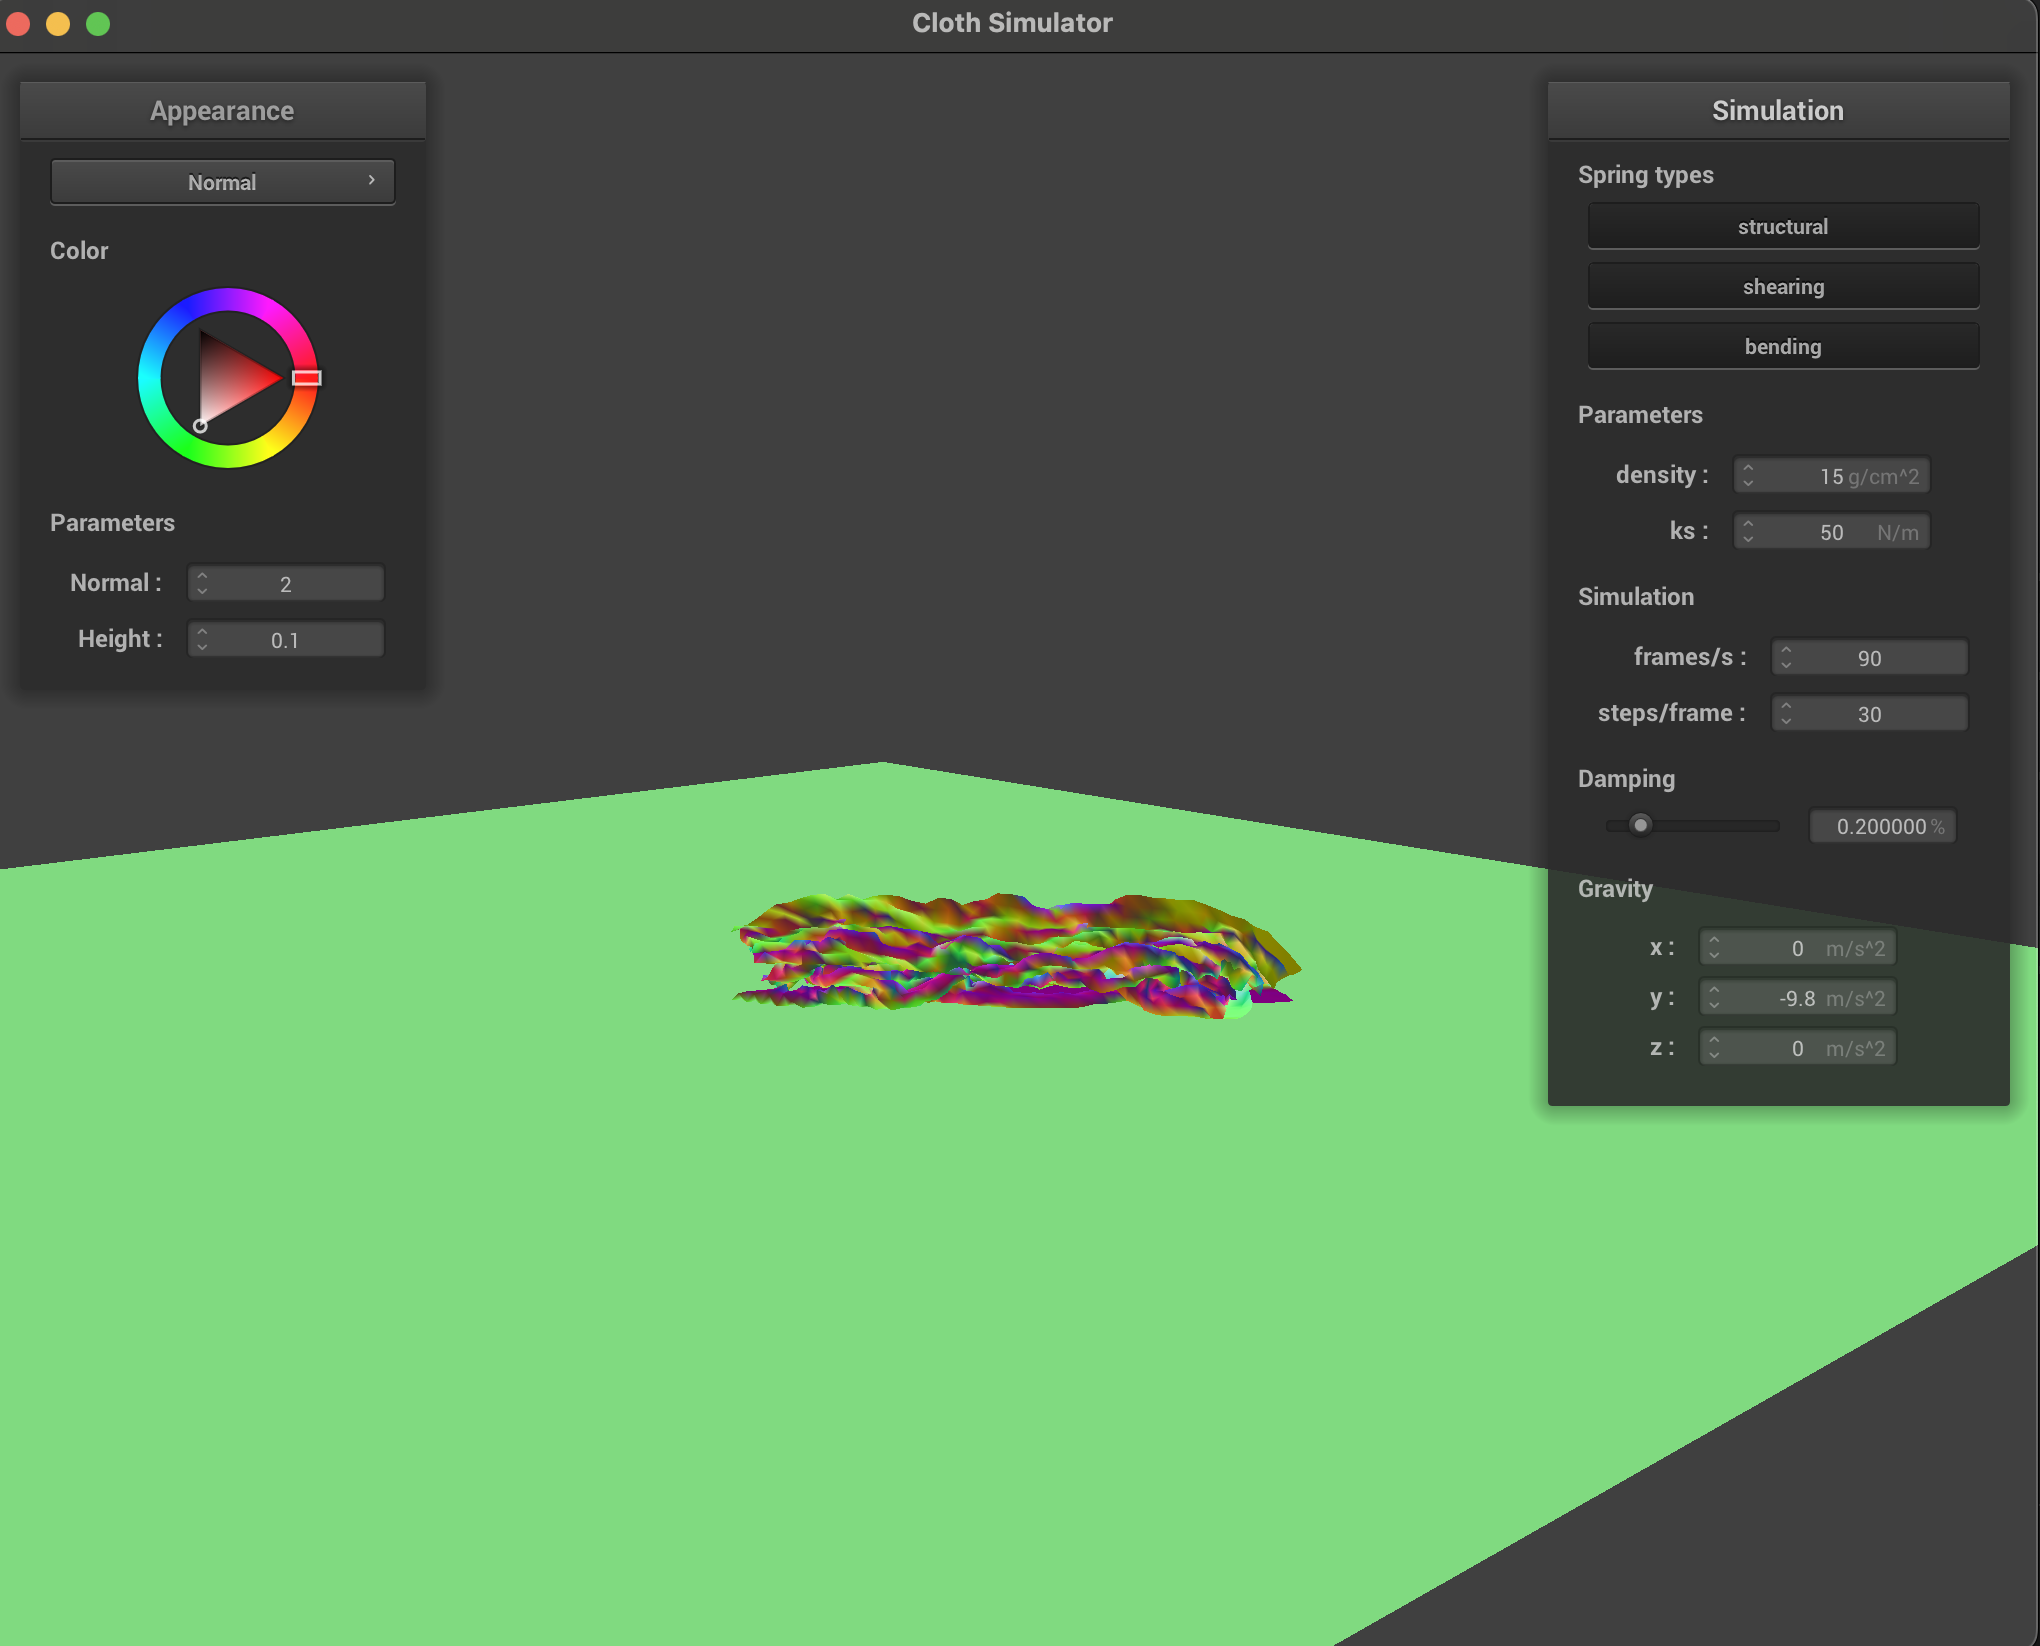 Cloth Simulator
Appearance
Normal
Color
Parameters
Normal : 2
Height : 0.1
Simulation
Spring types
structural
shearing
bending
Parameters
density : 15 g/cm^2
ks : 50 N/m
Simulation
frames/s : 90
steps/frame : 30
Damping
0.200000 %
Gravity
x : 0 m/s^2
y : -9.8 m/s^2
z : 0 m/s^2